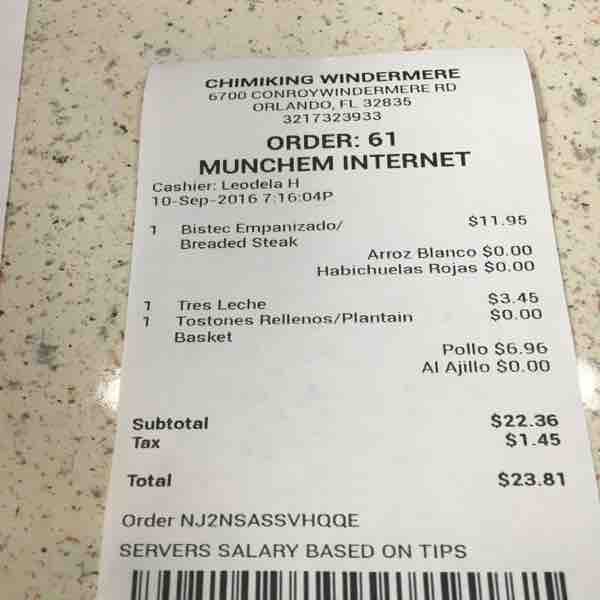 CHIMIKING WINDERMERE
6700 CONROYWINDERMERE RD
ORLANDO, FL 32835
3217323933
ORDER: 61
MUNCHEM INTERNET
Cashier: Leodela H
10-Sep-2016 7:16:04P
1 Bistec Empanizado/ $11.95
Breaded Steak
Arroz Blanco $0.00
Habichuelas Rojas $0.00
1 Tres Leche $3.45
1 Tostones Rellenos/Plantain $0.00
Basket
Pollo $6.96
Al Ajillo $0.00
Subtotal $22.36
Tax $1.45
Total $23.81
Order NJ2NSASSVHQQE
SERVERS SALARY BASED ON TIPS